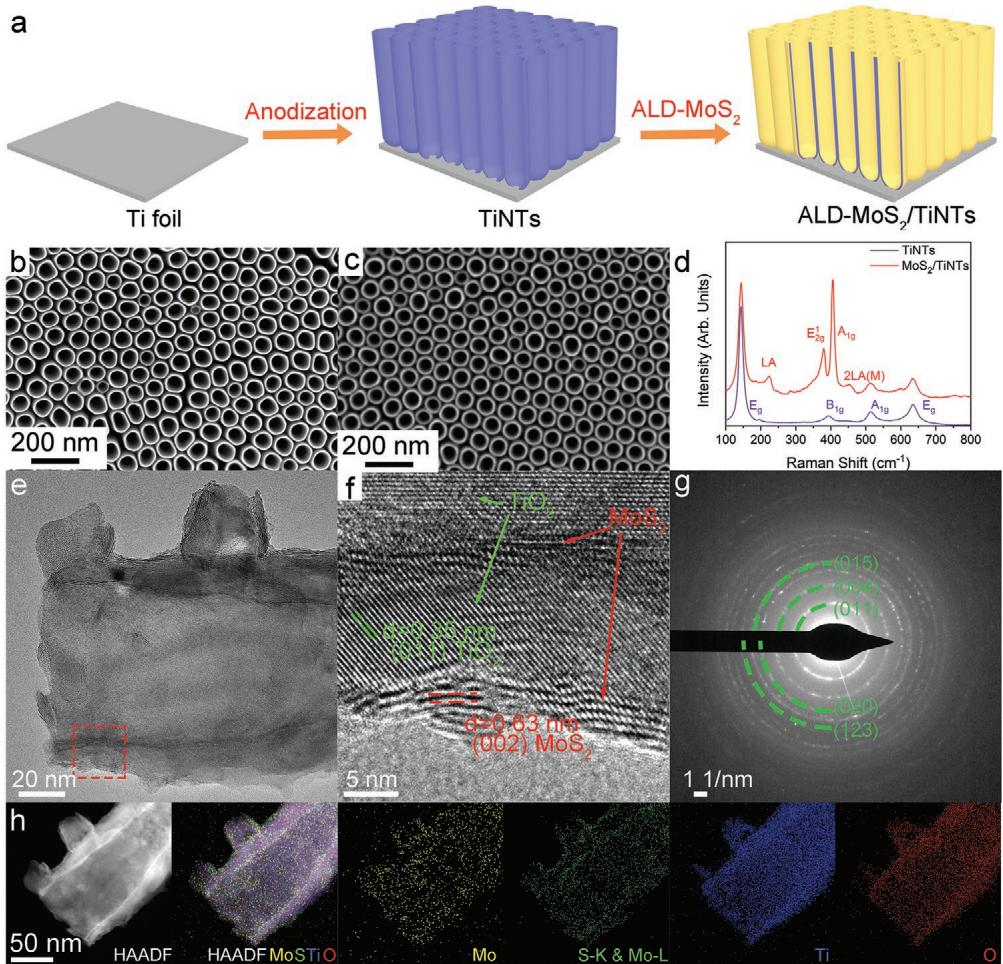 a
Anodization
ALD-MoS2
Ti foil
TiNTs
ALD-MoS2/TiNTs
b
200 nm
c
200 nm
d
TiNTs
MoS2/TiNTs
Intensity (Arb. Units)
LA
E12g
A1g
2LA(M)
Eg
B1g
A1g
Eg
100 200 300 400 500 600 700 800
Raman Shift (cm-1)
e
20 nm
f
TiO2
MoS2
d=0.35 nm
(011) TiO2
d=0.63 nm
(002) MoS2
5 nm
g
(015)
(004)
(011)
(020)
(123)
1 1/nm
h
50 nm
HAADF
HAADF Mo S Ti O
Mo
S-K & Mo-L
Ti
O